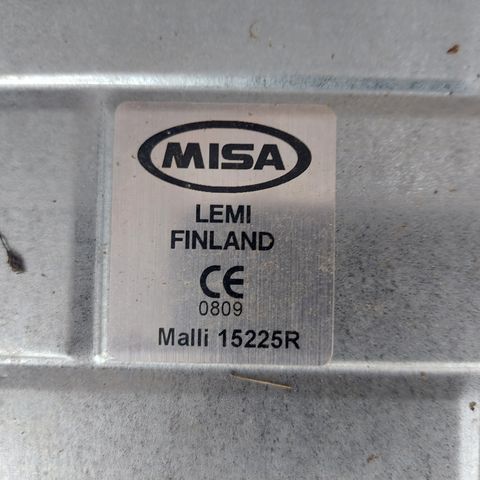 MISA
LEMI
FINLAND
CE
0809
Malli 15225R